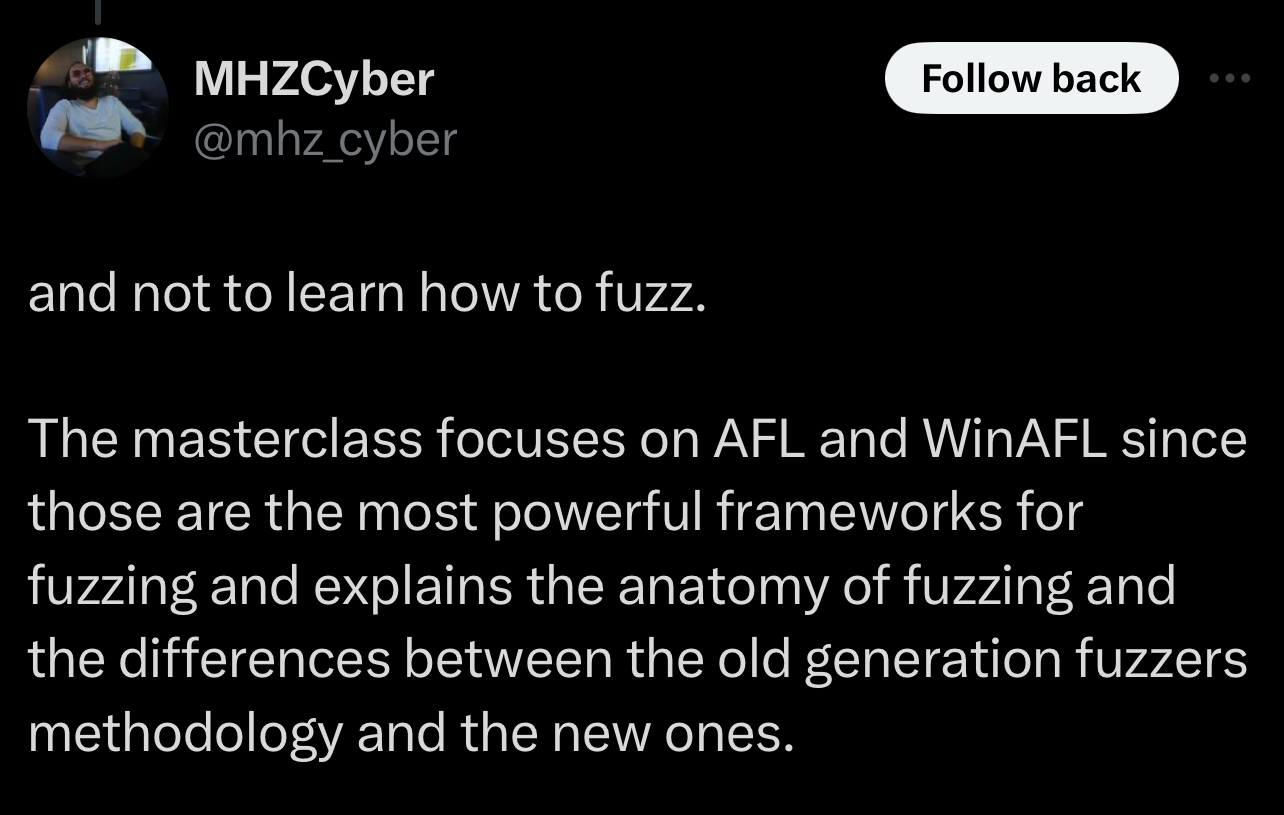 MHZCyber
Follow back
@mhz_cyber
and not to learn how to fuzz.
The masterclass focuses on AFL and WinAFL since
those are the most powerful frameworks for
fuzzing and explains the anatomy of fuzzing and
the differences between the old generation fuzzers
methodology and the new ones.